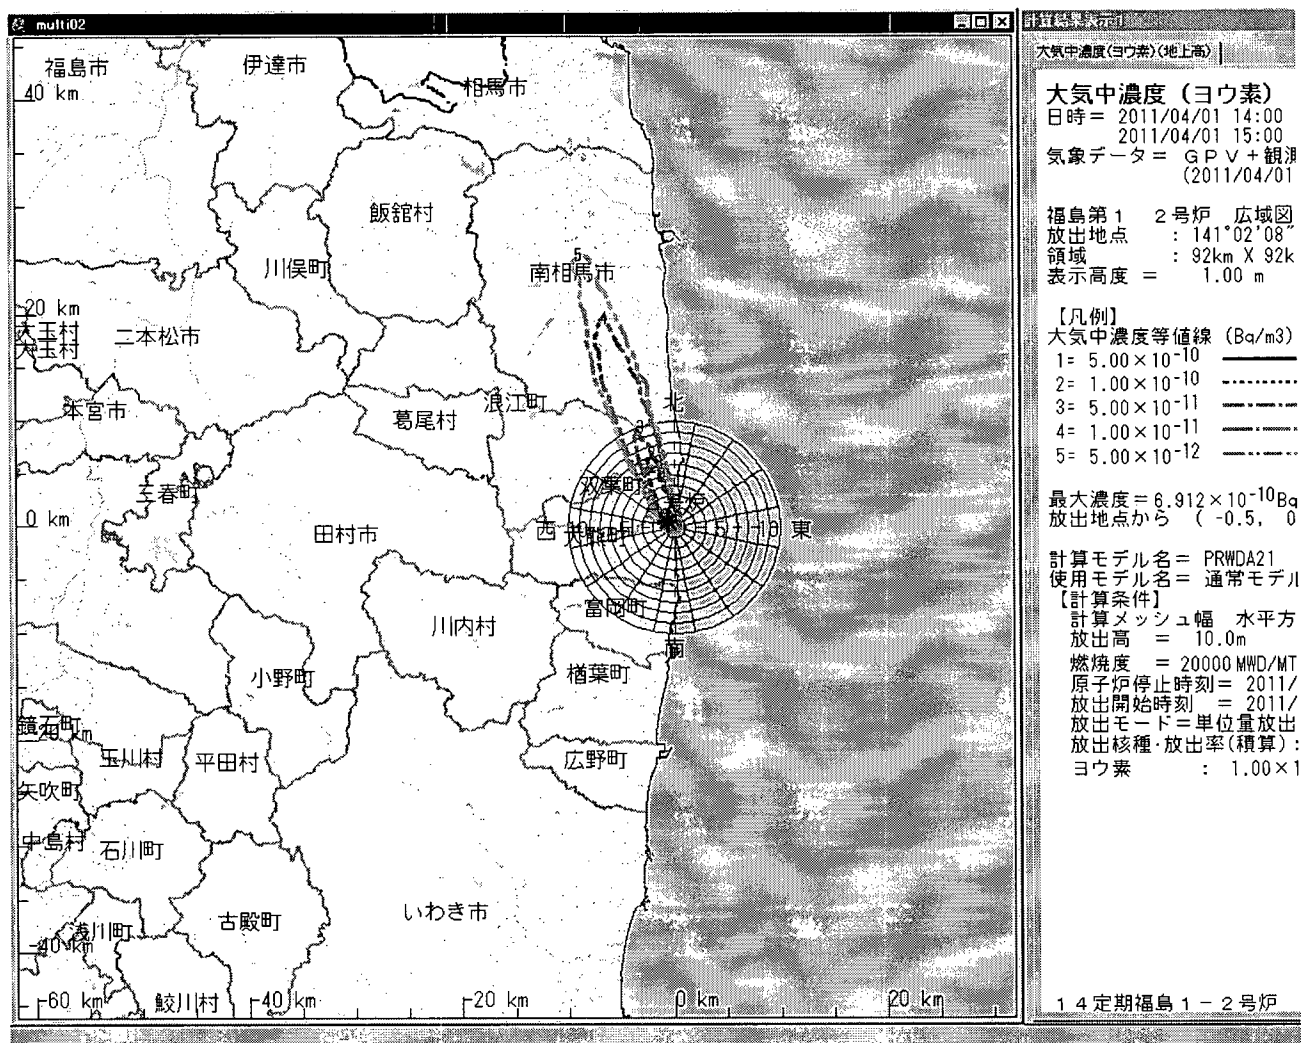 multi02
福島市
伊達市
相馬市
40 km
飯舘村
川俣町
南相馬市
5
20 km
大玉村
大玉村
二本松市
本宮市
葛尾村
浪江町
北
三春町
双葉町
0 km
田村市
西
東
富岡町
川内村
南
小野町
楢葉町
鏡石町
-20 km
玉川村
平田村
広野町
矢吹町
中島村
石川町
古殿町
いわき市
浅川町
-40 km
鮫川村
-60 km
-40 km
-20 km
0 km
20 km
計算結果表示1
大気中濃度(ヨウ素)(地上高)
大気中濃度(ヨウ素)
日時= 2011/04/01 14:00
2011/04/01 15:00
気象データ= GPV+観測
(2011/04/01
福島第1 2号炉 広域図
放出地点 : 141°02'08"
領域 : 92km X 92k
表示高度 = 1.00 m
【凡例】
大気中濃度等値線 (Bq/m3)
1= 5.00×10-10
2= 1.00×10-10
3= 5.00×10-11
4= 1.00×10-11
5= 5.00×10-12
最大濃度=6.912×10-10Bq
放出地点から ( -0.5, 0
計算モデル名= PRWDA21
使用モデル名= 通常モデル
【計算条件】
計算メッシュ幅 水平方
放出高 = 10.0m
燃焼度 = 20000MWD/MT
原子炉停止時刻= 2011/
放出開始時刻 = 2011/
放出モード=単位量放出
放出核種・放出率(積算):
ヨウ素 : 1.00×1
14定期福島1-2号炉